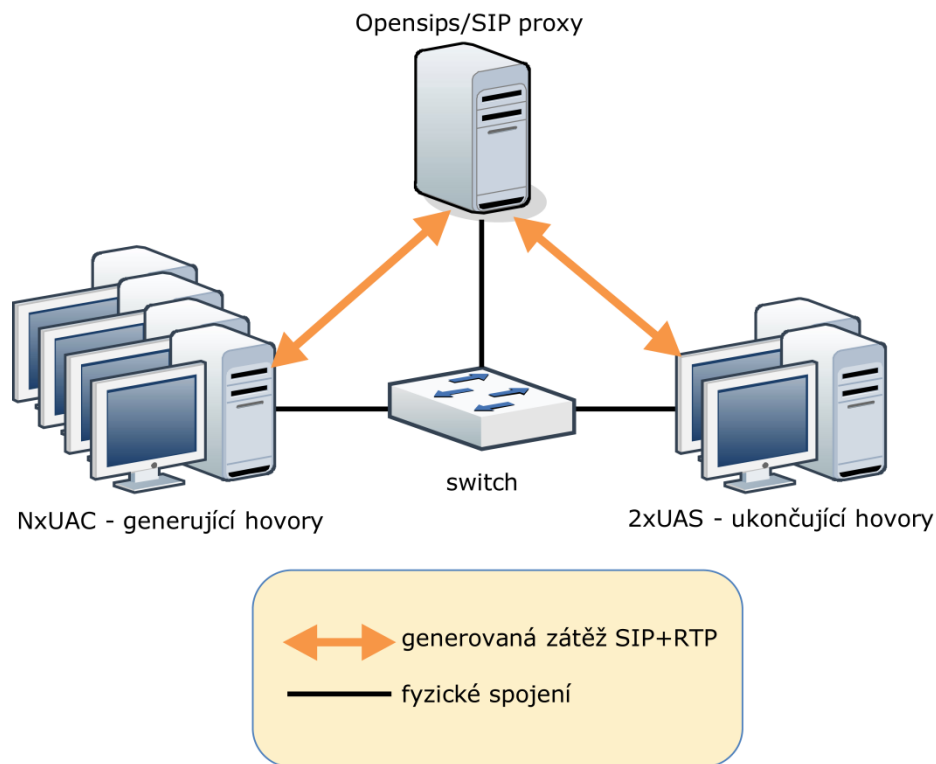 Opensips/SIP proxy
switch
NxUAC - generující hovory
2xUAS - ukončující hovory
generovaná zátěž SIP+RTP
fyzické spojení